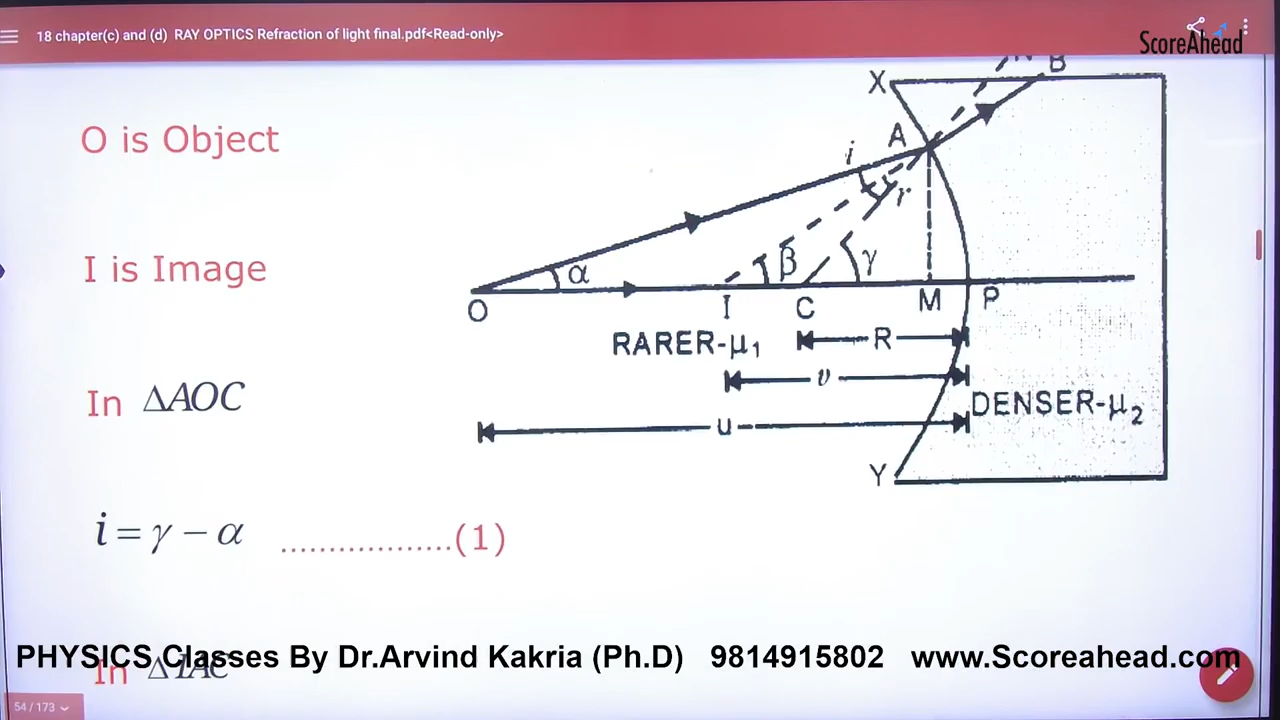 18 chapter(c) and (d) RAY OPTICS Refraction of light final.pdf<Read-only>
ScoreAhead
O is Object
I is Image
In ΔAOC
i = γ − α ..................(1)
In ΔIAC
X
N
B
A
i
r
α
β
γ
O
I
C
M
P
RARER-μ₁
R
v
DENSER-μ₂
u
Y
PHYSICS Classes By Dr.Arvind Kakria (Ph.D) 9814915802 www.Scoreahead.com
54 / 173